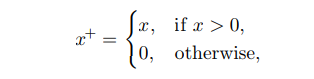 x⁺ = { x, if x > 0,
0, otherwise,